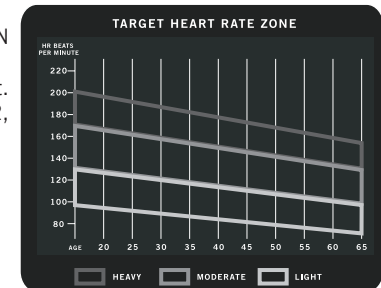 N
t.
2,
TARGET HEART RATE ZONE
HR BEATS
PER MINUTE
220
200
180
160
140
120
100
80
AGE 20 25 30 35 40 45 50 55 60 65
HEAVY MODERATE LIGHT